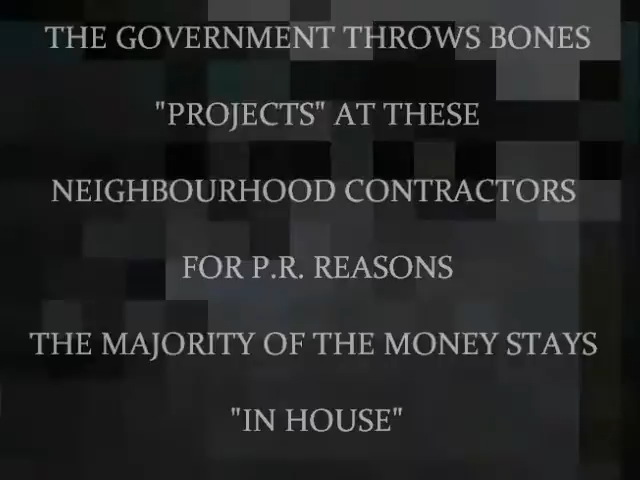 THE GOVERNMENT THROWS BONES
"PROJECTS" AT THESE
NEIGHBOURHOOD CONTRACTORS
FOR P.R. REASONS
THE MAJORITY OF THE MONEY STAYS
"IN HOUSE"